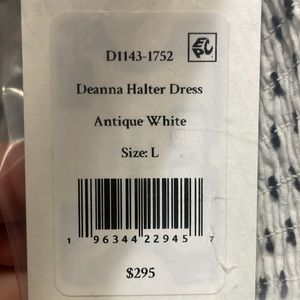 D1143-1752
Deanna Halter Dress
Antique White
Size: L
1 96344 22945 7
$295